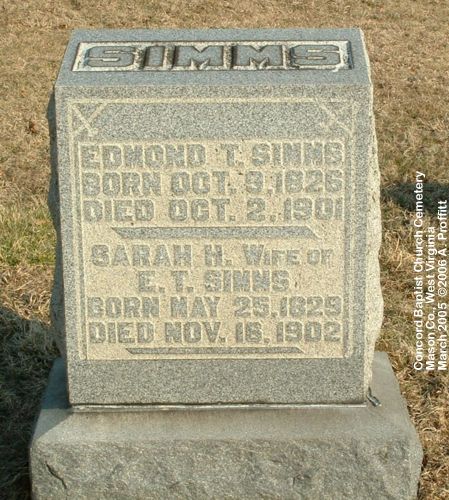 SIMMS
EDMOND T. SIMMS
BORN OCT. 9, 1826
DIED OCT. 2, 1901
SARAH H. WIFE OF
E. T. SIMMS
BORN MAY 25, 1829
DIED NOV. 16, 1902
Concord Baptist Church Cemetery
Mason Co., West Virginia
March 2005 ©2006 A. Proffitt